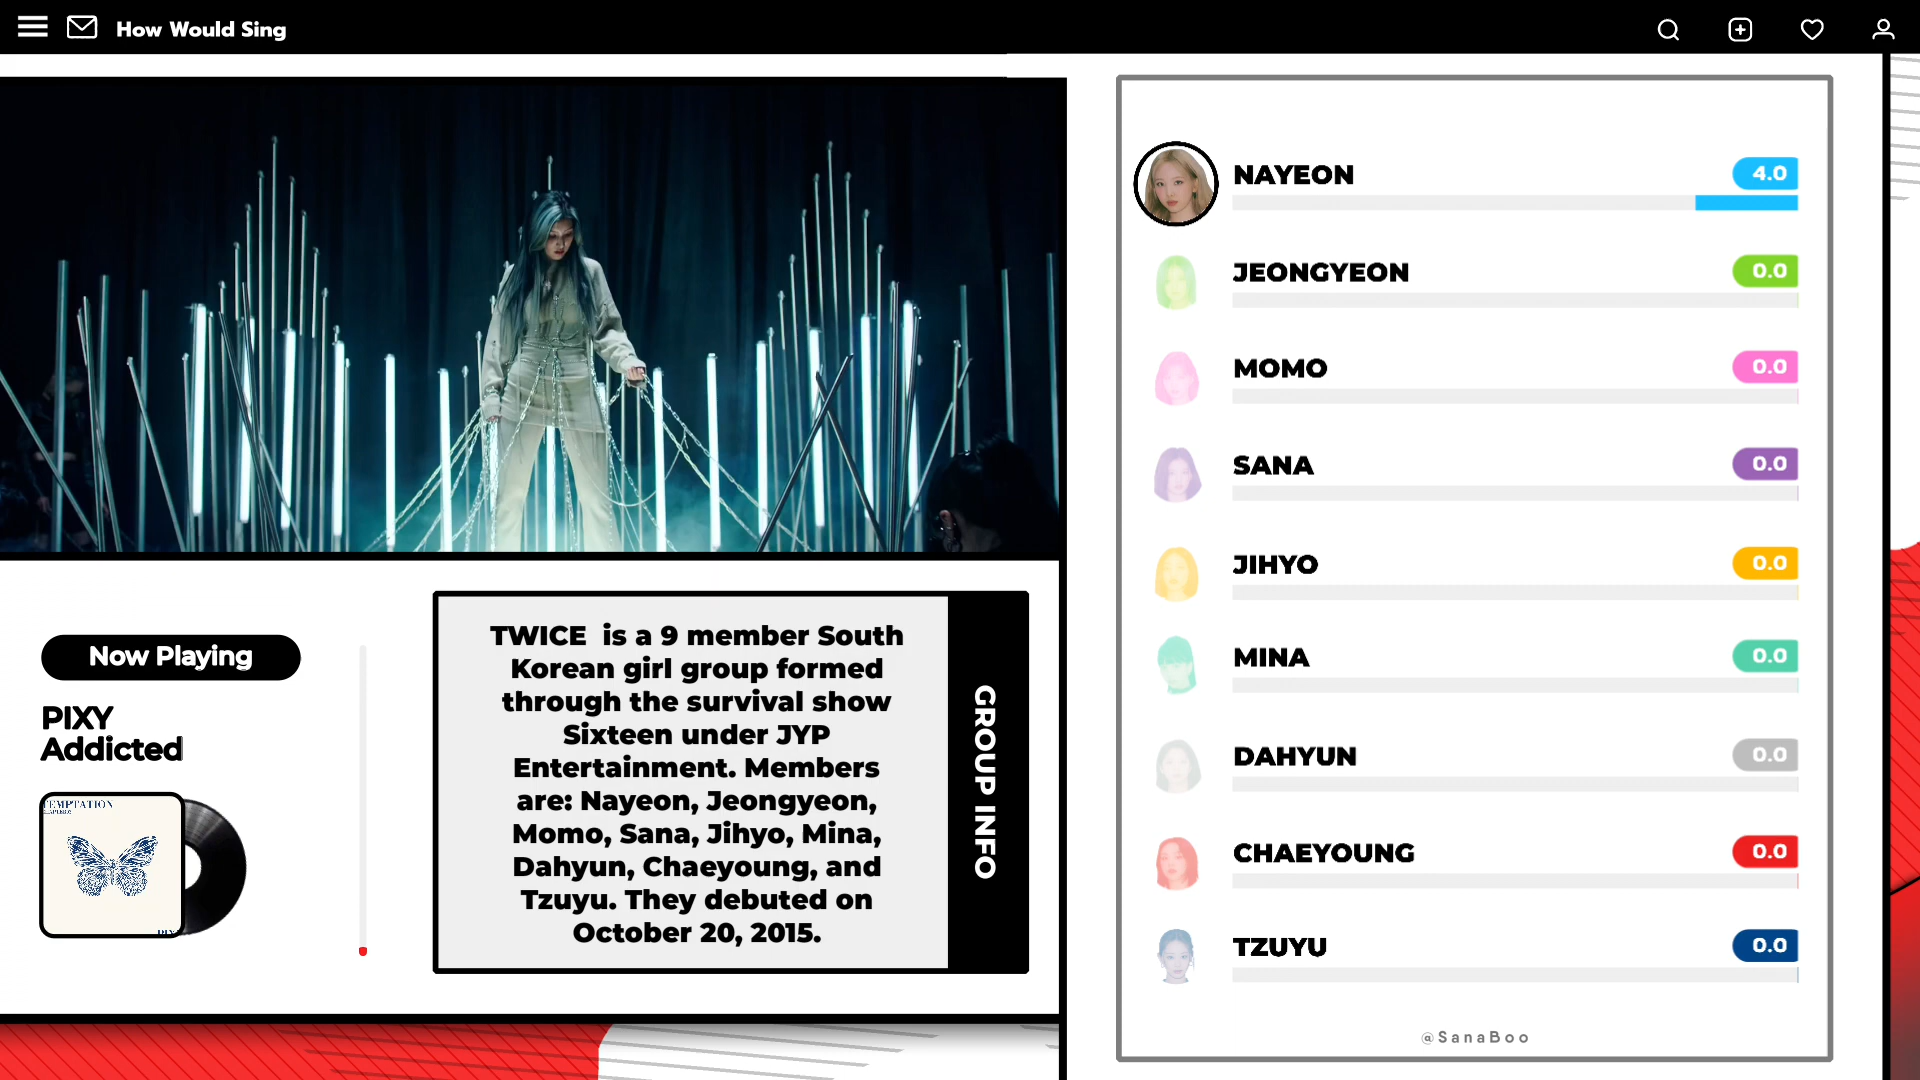 How Would Sing
NAYEON
4.0
JEONGYEON
0.0
MOMO
0.0
SANA
0.0
JIHYO
0.0
MINA
0.0
DAHYUN
0.0
CHAEYOUNG
0.0
TZUYU
0.0
@SanaBoo
Now Playing
PIXY
Addicted
TEMPTATION
TWICE is a 9 member South
Korean girl group formed
through the survival show
Sixteen under JYP
Entertainment. Members
are: Nayeon, Jeongyeon,
Momo, Sana, Jihyo, Mina,
Dahyun, Chaeyoung, and
Tzuyu. They debuted on
October 20, 2015.
GROUP INFO